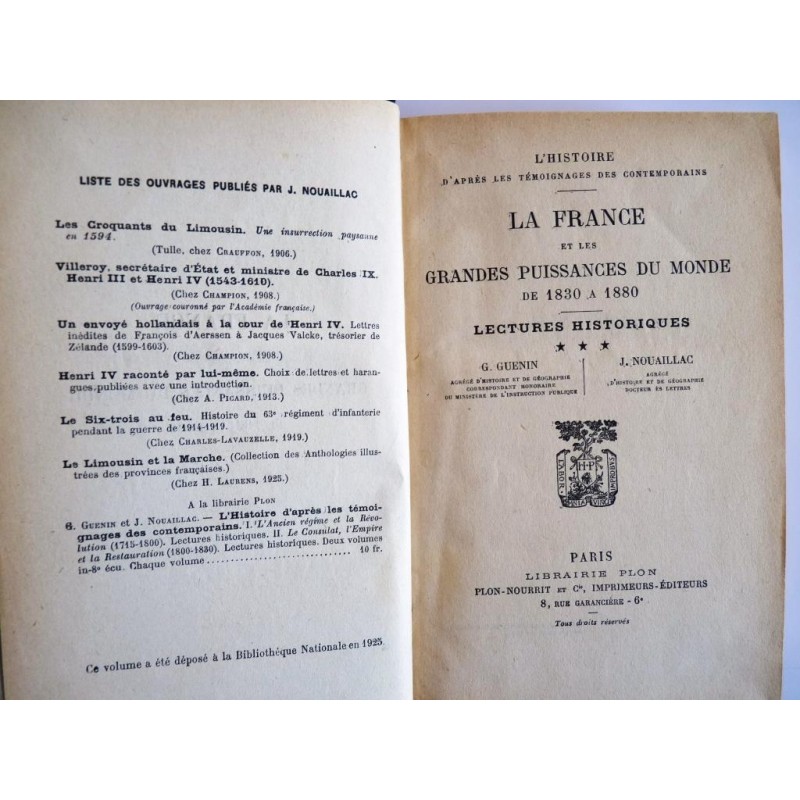 LISTE DES OUVRAGES PUBLIÉS PAR J. NOUAILLAC
Les Croquants du Limousin. Une insurrection paysanne
en 1594.
(Tulle, chez CRAUFFON, 1906.)
Villeroy, secrétaire d'État et ministre de Charles IX,
Henri III et Henri IV (1543-1610).
(Chez CHAMPION, 1908.)
(Ouvrage couronné par l'Académie française.)
Un envoyé hollandais à la cour de Henri IV. Lettres
inédites de François d'Aerssen à Jacques Valcke, trésorier de
Zélande (1599-1603).
(Chez CHAMPION, 1908.)
Henri IV raconté par lui-même. Choix de lettres et haran-
gues publiées avec une introduction.
(Chez A. PICARD, 1913.)
Le Six-trois au feu. Histoire du 63e régiment d'infanterie
pendant la guerre de 1914-1919.
(Chez CHARLES-LAVAUZELLE, 1919.)
Le Limousin et la Marche. (Collection des Anthologies illus-
trées des provinces françaises.)
(Chez H. LAURENS, 1925.)
A la librairie PLON
G. GUENIN et J. NOUAILLAC. — L'Histoire d'après les témoi-
gnages des contemporains. I. L'Ancien régime et la Révo-
lution (1715-1800). Lectures historiques. II. Le Consulat, l'Empire
et la Restauration (1800-1830). Lectures historiques. Deux volumes
in-8° écu. Chaque volume................................ 10 fr.
Ce volume a été déposé à la Bibliothèque Nationale en 1925.
L'HISTOIRE
D'APRÈS LES TÉMOIGNAGES DES CONTEMPORAINS
LA FRANCE
ET LES
GRANDES PUISSANCES DU MONDE
DE 1830 A 1880
LECTURES HISTORIQUES
★ ★ ★
G. GUENIN
AGRÉGÉ D'HISTOIRE ET DE GÉOGRAPHIE
CORRESPONDANT HONORAIRE
DU MINISTÈRE DE L'INSTRUCTION PUBLIQUE
J. NOUAILLAC
AGRÉGÉ
D'HISTOIRE ET DE GÉOGRAPHIE
DOCTEUR ÈS LETTRES
LABOR
OMNIA VINCIT
IMPROBVS
H·P
PARIS
LIBRAIRIE PLON
PLON-NOURRIT ET Cie, IMPRIMEURS-ÉDITEURS
8, RUE GARANCIÈRE - 6e
Tous droits réservés